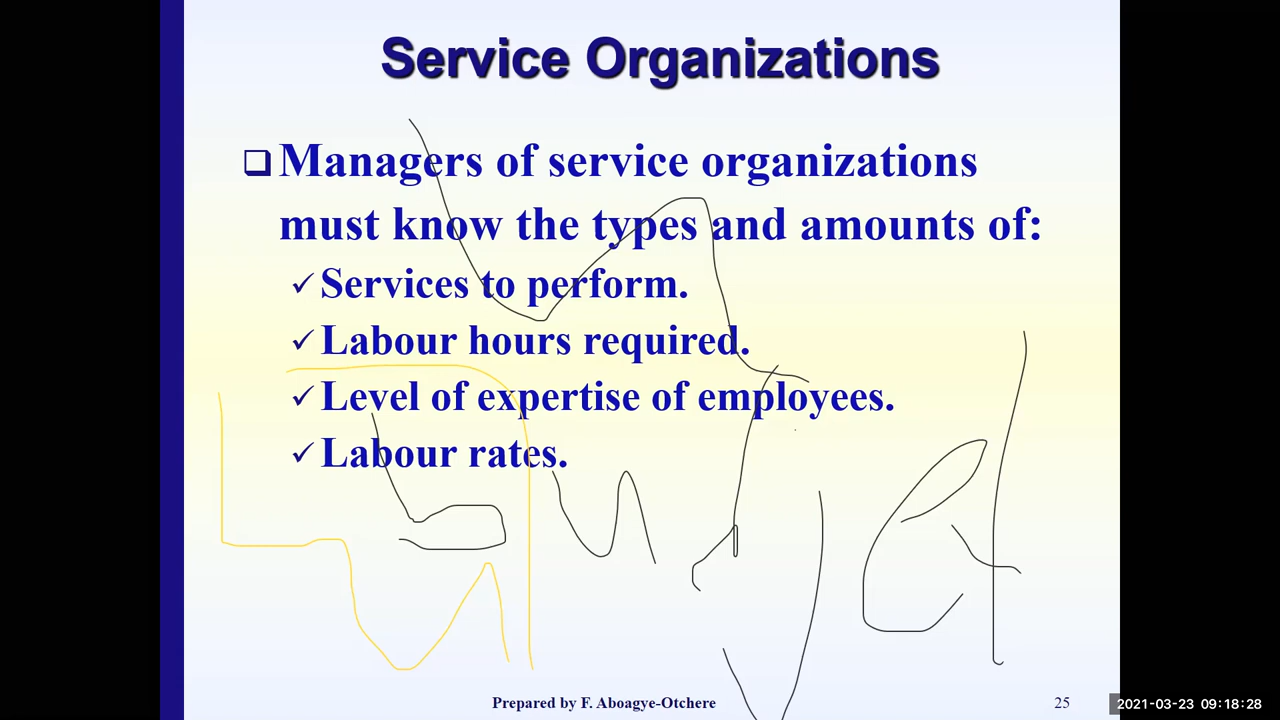 Service Organizations
❑ Managers of service organizations
must know the types and amounts of:
✓ Services to perform.
✓ Labour hours required.
✓ Level of expertise of employees.
✓ Labour rates.
Prepared by F. Aboagye-Otchere
25
2021-03-23 09:18:28